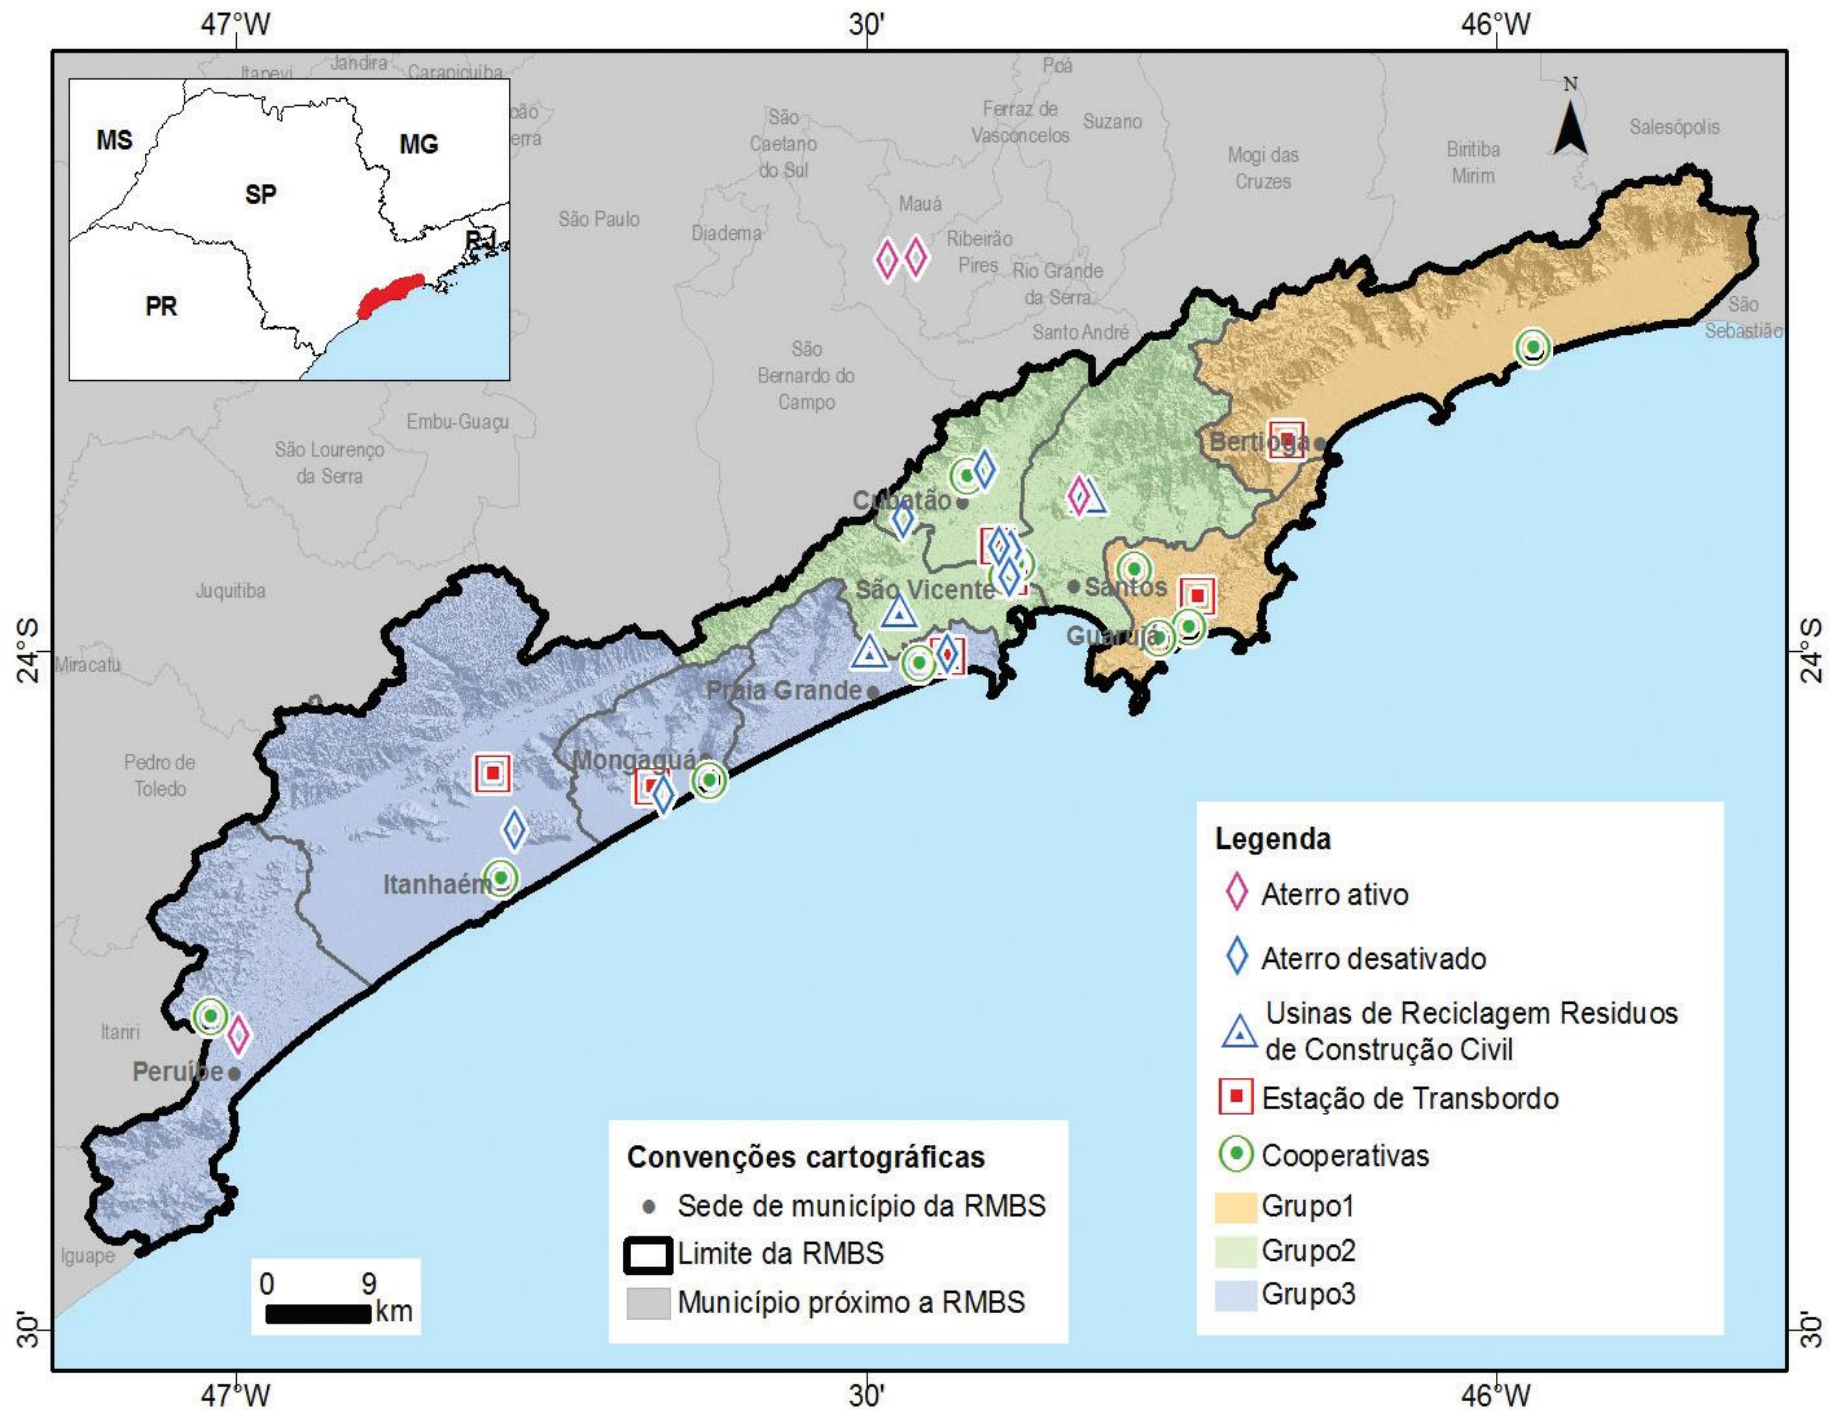 47°W
30'
46°W
Itapevi
Jandira
Carapicuíba
Poá
MS
MG
SP
RJ
PR
São
Caetano
do Sul
Ferraz de
Vasconcelos
Suzano
N
Salesópolis
Mogi das
Cruzes
Biritiba
Mirim
São Paulo
Diadema
Mauá
Ribeirão
Pires
Rio Grande
da Serra
Santo André
São
Sebastião
São
Bernardo do
Campo
Embu-Guaçu
São Lourenço
da Serra
Bertioga
Cubatão
Juquitiba
São Vicente
Santos
Guarujá
24°S
24°S
Miracatu
Praia Grande
Pedro de
Toledo
Mongaguá
Itanhaém
Itariri
Peruíbe
Iguape
Legenda
Aterro ativo
Aterro desativado
Usinas de Reciclagem Residuos
de Construção Civil
Estação de Transbordo
Cooperativas
Grupo1
Grupo2
Grupo3
Convenções cartográficas
Sede de município da RMBS
Limite da RMBS
Município próximo a RMBS
0 9
km
30'
30'
47°W
30'
46°W